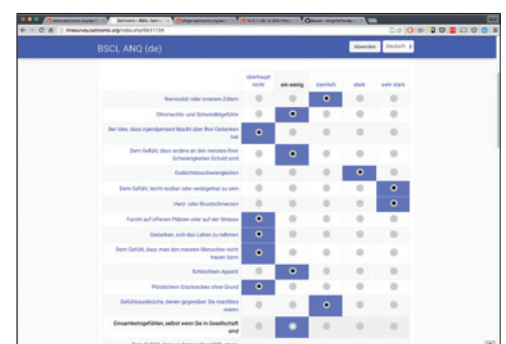 BSCL ANQ (de)
Absenden
Deutsch
überhaupt nicht
ein wenig
ziemlich
stark
sehr stark
Nervosität oder innerem Zittern
Ohnmachts- und Schwindelgefühle
Der Idee, dass irgendjemand Macht über Ihre Gedanken
hat
Dem Gefühl, dass andere an den meisten Ihrer
Schwierigkeiten Schuld sind
Gedächtnisschwierigkeiten
Dem Gefühl, leicht reizbar oder verärgerbar zu sein
Herz- oder Brustschmerzen
Furcht auf offenen Plätzen oder auf der Strasse
Gedanken, sich das Leben zu nehmen
Dem Gefühl, dass man den meisten Menschen nicht
trauen kann
Schlechtem Appetit
Plötzlichem Erschrecken ohne Grund
Gefühlsausbrüche, denen gegenüber Sie machtlos
waren
Einsamkeitsgefühlen, selbst wenn Sie in Gesellschaft
sind